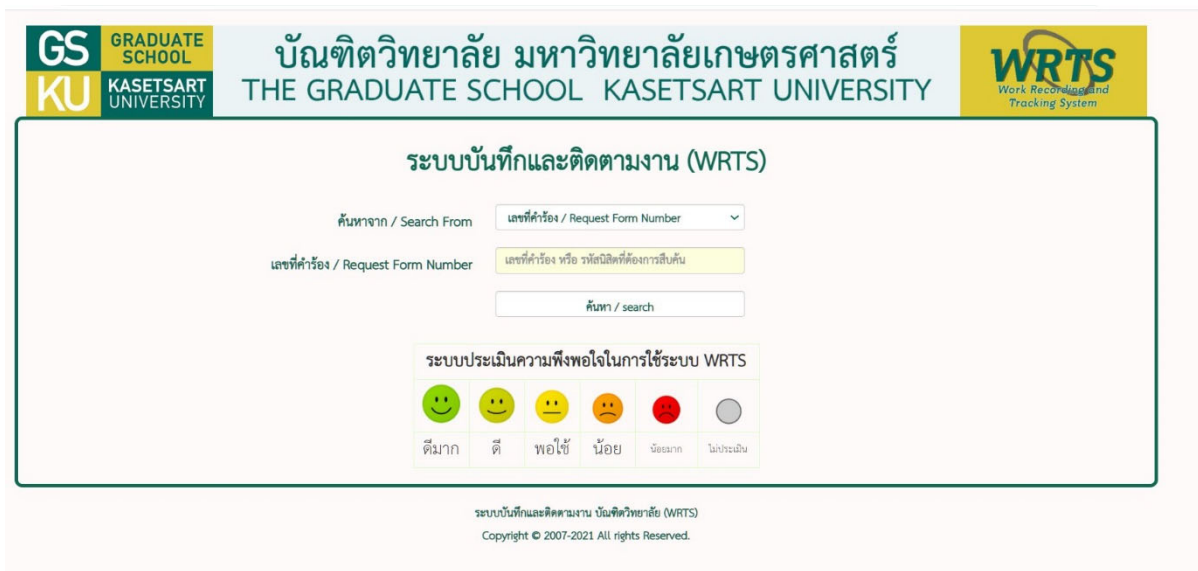 GS GRADUATE SCHOOL
KU KASETSART UNIVERSITY
บัณฑิตวิทยาลัย มหาวิทยาลัยเกษตรศาสตร์
THE GRADUATE SCHOOL KASETSART UNIVERSITY
WRTS
Work Recording and
Tracking System
ระบบบันทึกและติดตามงาน (WRTS)
ค้นหาจาก / Search From
เลขที่คำร้อง / Request Form Number
เลขที่คำร้อง / Request Form Number
เลขที่คำร้อง หรือ รหัสนิสิตที่ต้องการสืบค้น
ค้นหา / search
ระบบประเมินความพึงพอใจในการใช้ระบบ WRTS
ดีมาก ดี พอใช้ น้อย น้อยมาก ไม่ประเมิน
ระบบบันทึกและติดตามงาน บัณฑิตวิทยาลัย (WRTS)
Copyright © 2007-2021 All rights Reserved.